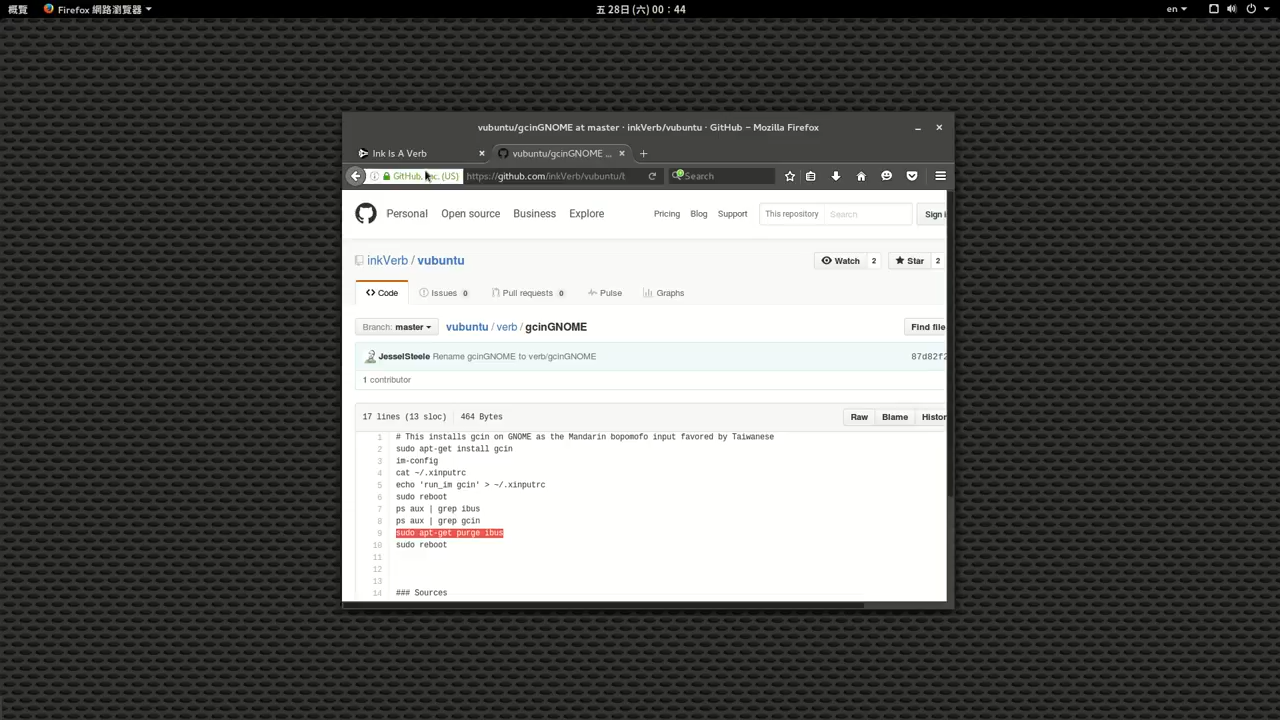 概覽 Firefox 網路瀏覽器 五 28日 (六) 00：44 en
vubuntu/gcinGNOME at master · inkVerb/vubuntu · GitHub – Mozilla Firefox
Ink Is A Verb vubuntu/gcinGNOME ...
GitHub, Inc. (US) https://github.com/inkVerb/vubuntu/t Search
Personal Open source Business Explore Pricing Blog Support This repository Search Sign i
inkVerb / vubuntu Watch 2 Star 2
Code Issues 0 Pull requests 0 Pulse Graphs
Branch: master vubuntu / verb / gcinGNOME Find file
JesselSteele Rename gcinGNOME to verb/gcinGNOME 87d82f2
1 contributor
17 lines (13 sloc) 464 Bytes Raw Blame Histor
1 # This installs gcin on GNOME as the Mandarin bopomofo input favored by Taiwanese
2 sudo apt-get install gcin
3 im-config
4 cat ~/.xinputrc
5 echo 'run_im gcin' > ~/.xinputrc
6 sudo reboot
7 ps aux | grep ibus
8 ps aux | grep gcin
9 sudo apt-get purge ibus
10 sudo reboot
11
12
13
14 ### Sources